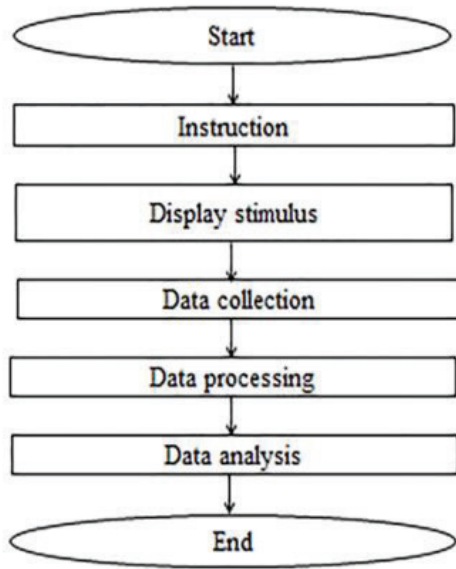 Start
Instruction
Display stimulus
Data collection
Data processing
Data analysis
End